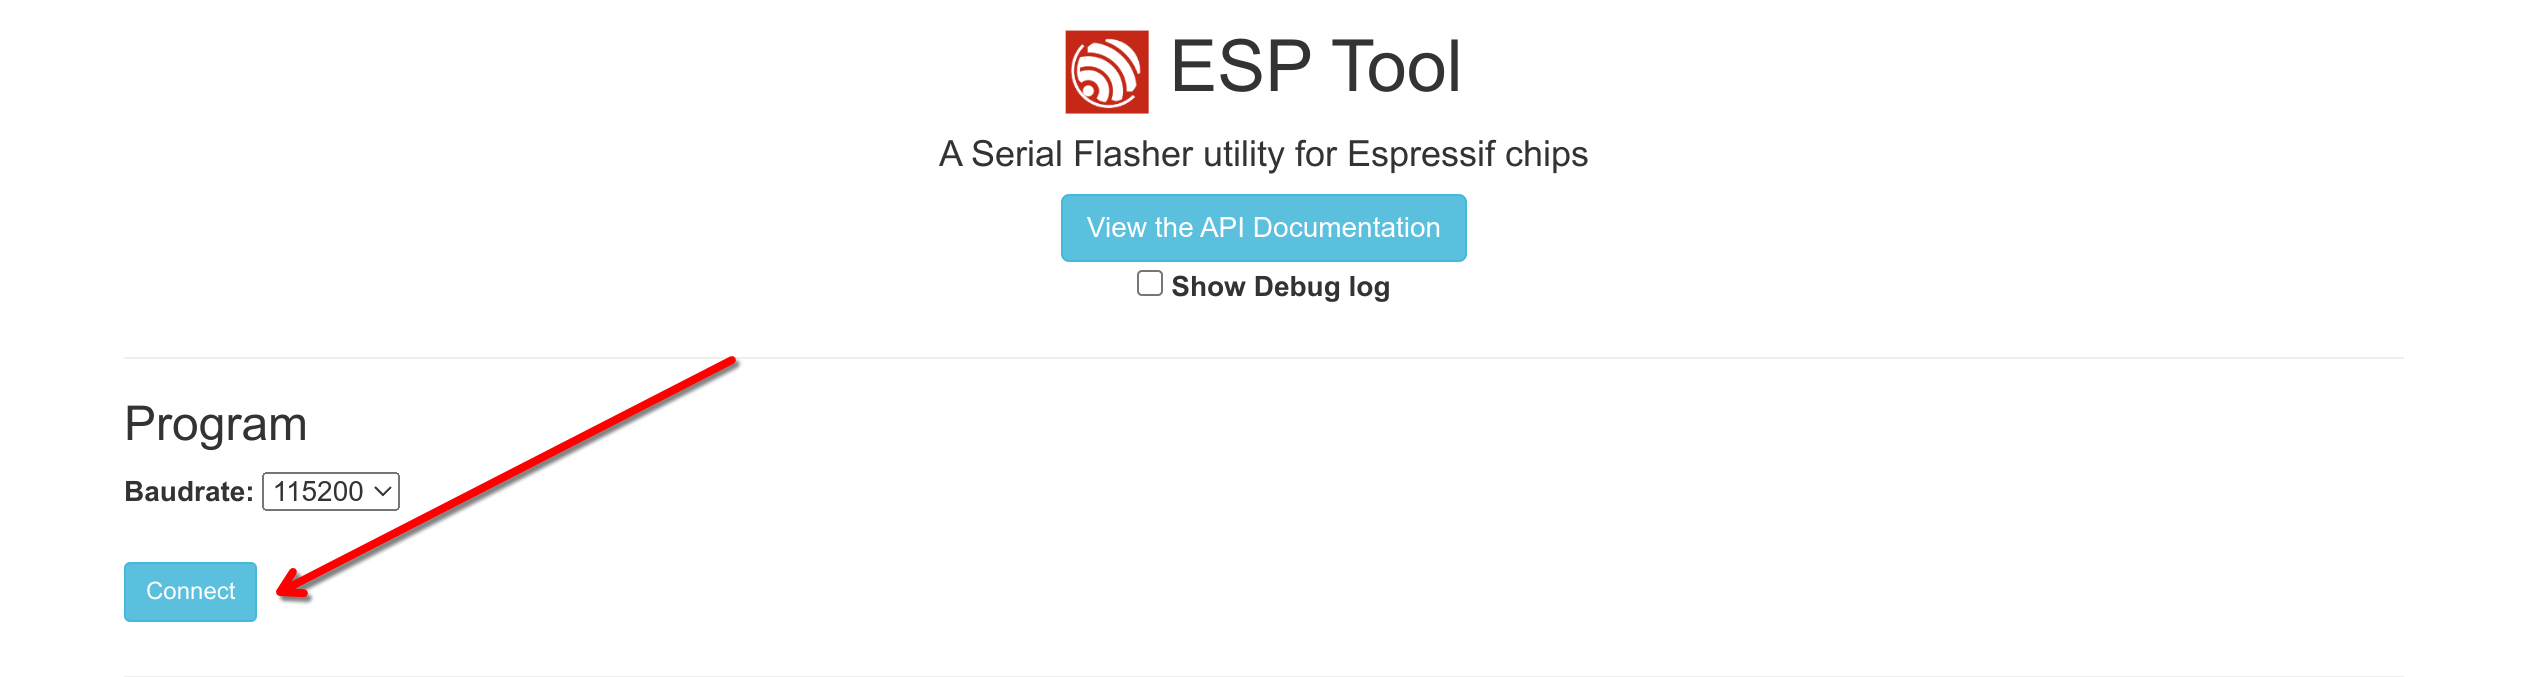 ESP Tool
A Serial Flasher utility for Espressif chips
View the API Documentation
Show Debug log
Program
Baudrate: 115200
Connect